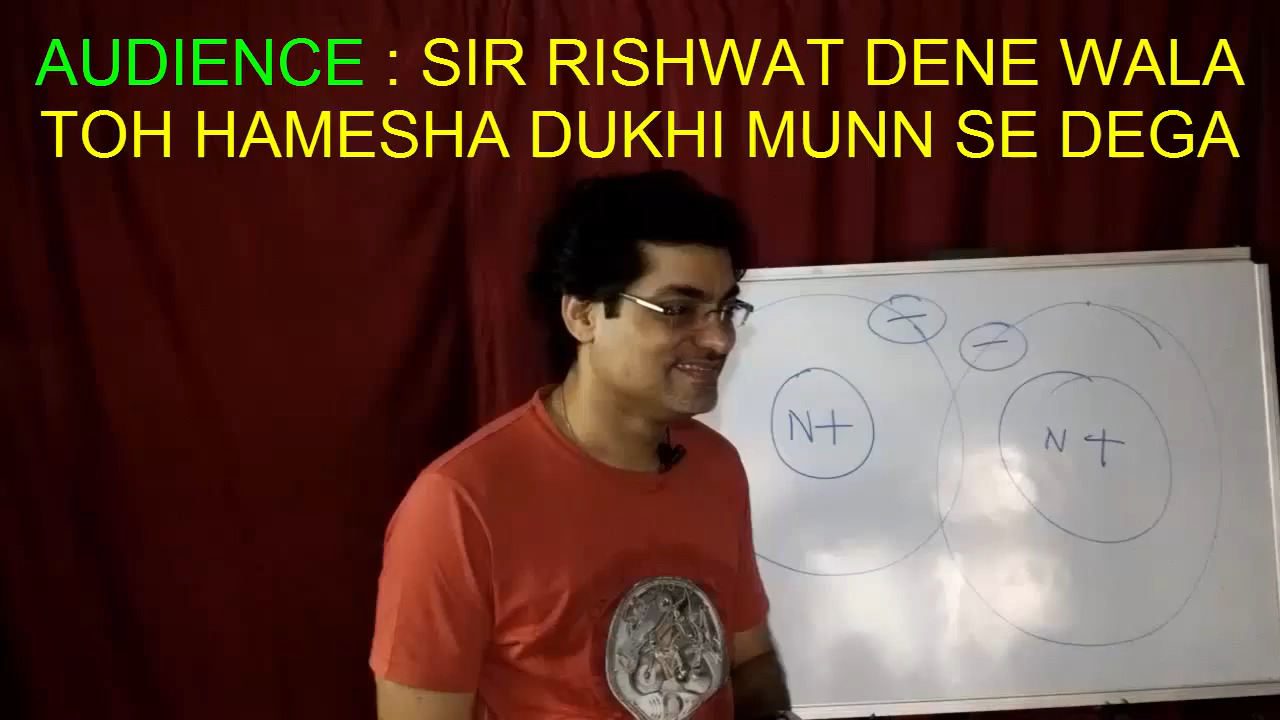 AUDIENCE : SIR RISHWAT DENE WALA
TOH HAMESHA DUKHI MUNN SE DEGA
− −
N+ N +